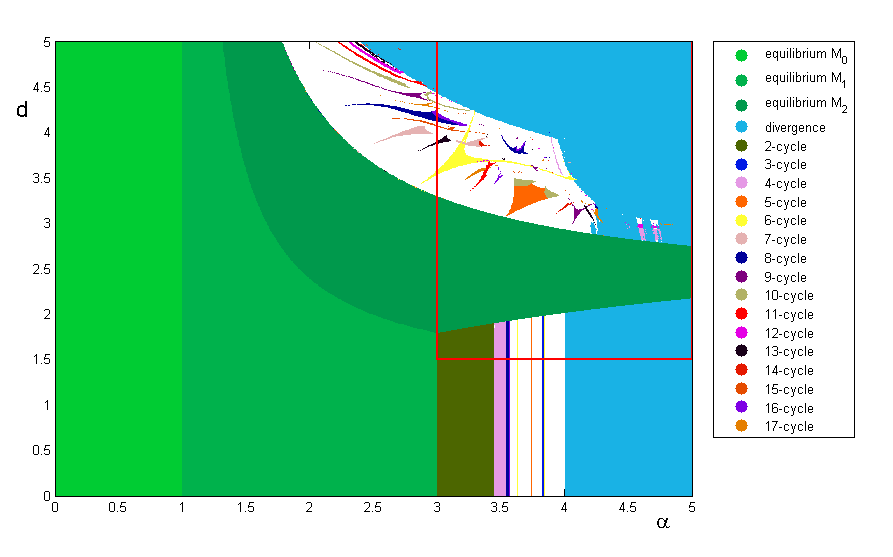 5
4.5
d
4
3.5
3
2.5
2
1.5
1
0.5
0
0 0.5 1 1.5 2 2.5 3 3.5 4 4.5 5
α
equilibrium M0
equilibrium M1
equilibrium M2
divergence
2-cycle
3-cycle
4-cycle
5-cycle
6-cycle
7-cycle
8-cycle
9-cycle
10-cycle
11-cycle
12-cycle
13-cycle
14-cycle
15-cycle
16-cycle
17-cycle